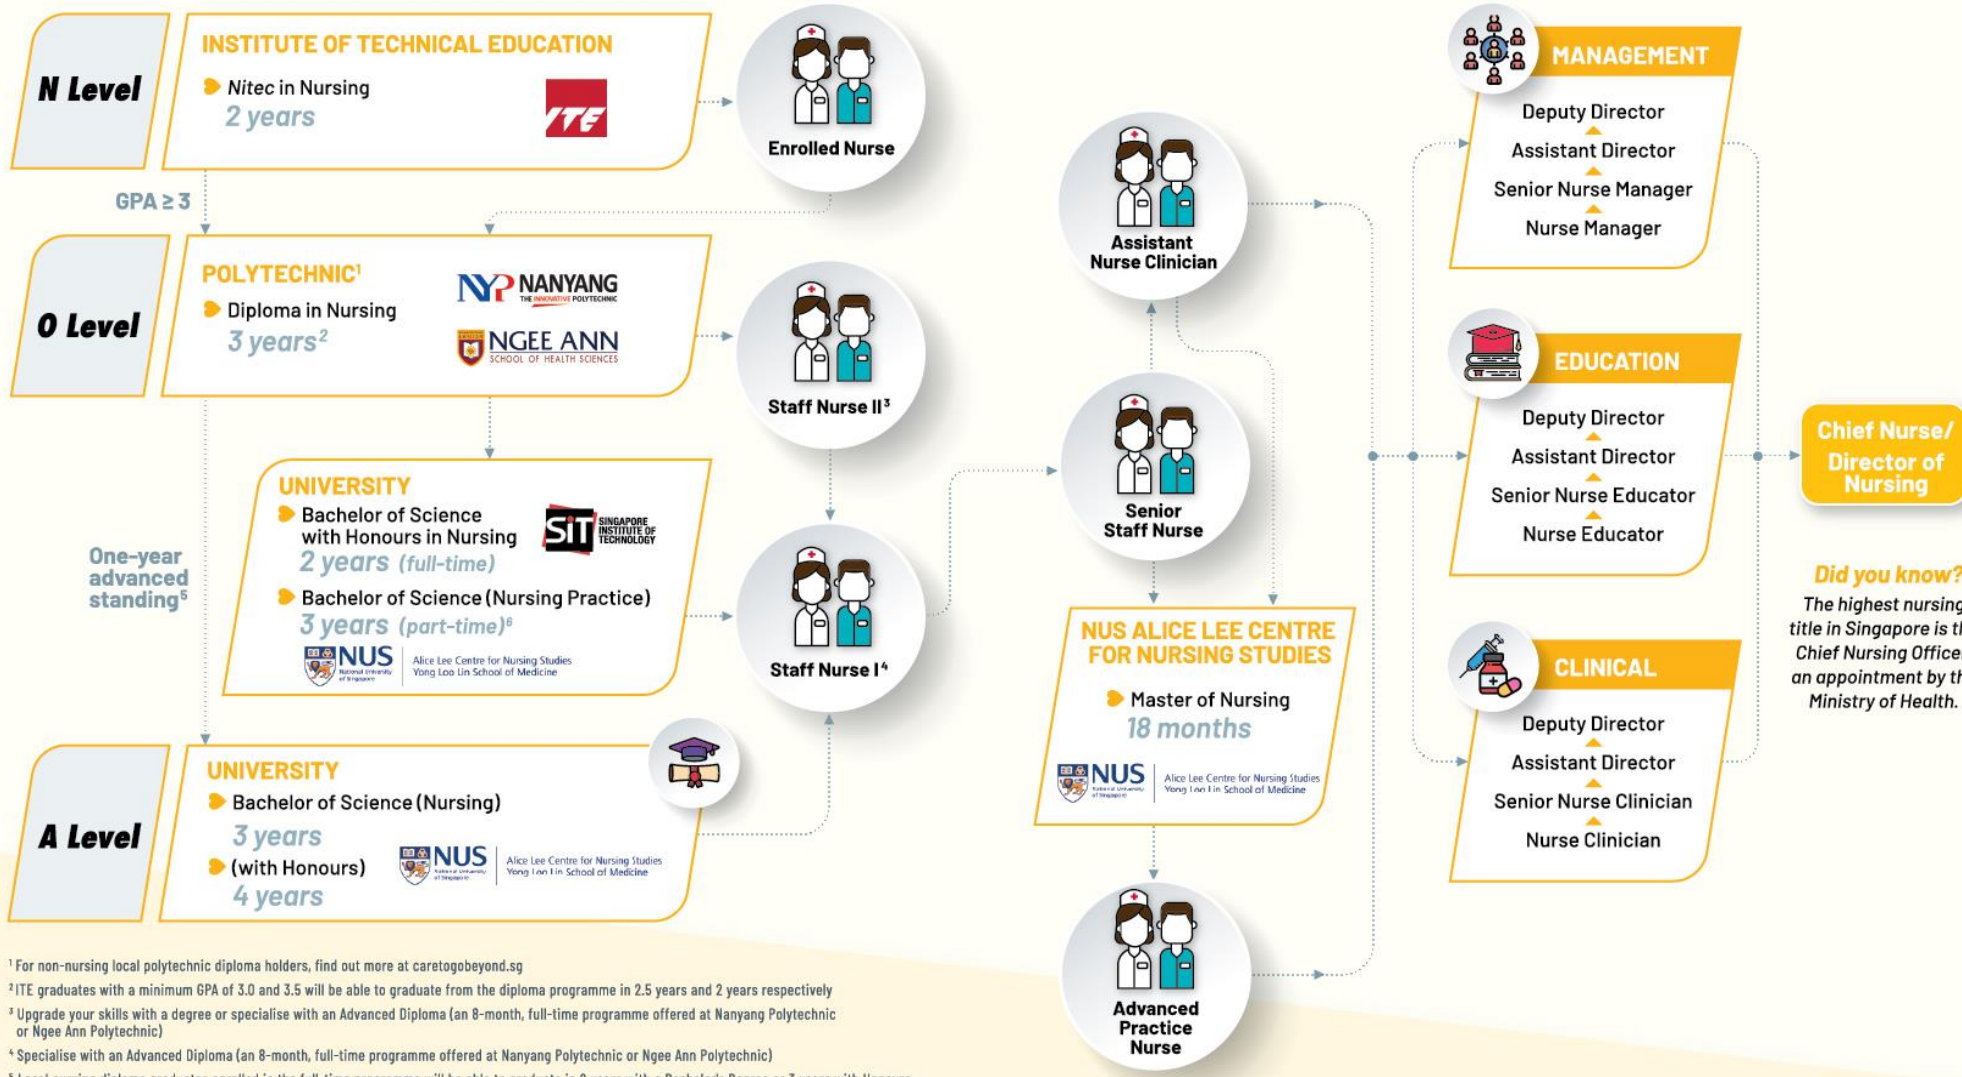 N Level
INSTITUTE OF TECHNICAL EDUCATION
Nitec in Nursing
2 years
ITE
Enrolled Nurse
GPA ≥ 3
O Level
POLYTECHNIC¹
Diploma in Nursing
3 years²
NYP NANYANG
THE INNOVATIVE POLYTECHNIC
NGEE ANN
SCHOOL OF HEALTH SCIENCES
Staff Nurse II³
UNIVERSITY
Bachelor of Science
with Honours in Nursing
2 years (full-time)
SiT SINGAPORE
INSTITUTE OF
TECHNOLOGY
Bachelor of Science (Nursing Practice)
3 years (part-time)⁶
NUS
National University
of Singapore
Alice Lee Centre for Nursing Studies
Yong Loo Lin School of Medicine
Staff Nurse I⁴
One-year
advanced
standing⁵
A Level
UNIVERSITY
Bachelor of Science (Nursing)
3 years
(with Honours)
4 years
NUS
National University
of Singapore
Alice Lee Centre for Nursing Studies
Yong Loo Lin School of Medicine
Assistant
Nurse Clinician
Senior
Staff Nurse
NUS ALICE LEE CENTRE
FOR NURSING STUDIES
Master of Nursing
18 months
NUS
National University
of Singapore
Alice Lee Centre for Nursing Studies
Yong Loo Lin School of Medicine
Advanced
Practice
Nurse
MANAGEMENT
Deputy Director
Assistant Director
Senior Nurse Manager
Nurse Manager
EDUCATION
Deputy Director
Assistant Director
Senior Nurse Educator
Nurse Educator
CLINICAL
Deputy Director
Assistant Director
Senior Nurse Clinician
Nurse Clinician
Chief Nurse/
Director of
Nursing
Did you know?
The highest nursing
title in Singapore is
Chief Nursing Officer
an appointment by
Ministry of Health.
¹ For non-nursing local polytechnic diploma holders, find out more at caretogobeyond.sg
² ITE graduates with a minimum GPA of 3.0 and 3.5 will be able to graduate from the diploma programme in 2.5 years and 2 years respectively
³ Upgrade your skills with a degree or specialise with an Advanced Diploma (an 8-month, full-time programme offered at Nanyang Polytechnic
or Ngee Ann Polytechnic)
⁴ Specialise with an Advanced Diploma (an 8-month, full-time programme offered at Nanyang Polytechnic or Ngee Ann Polytechnic)